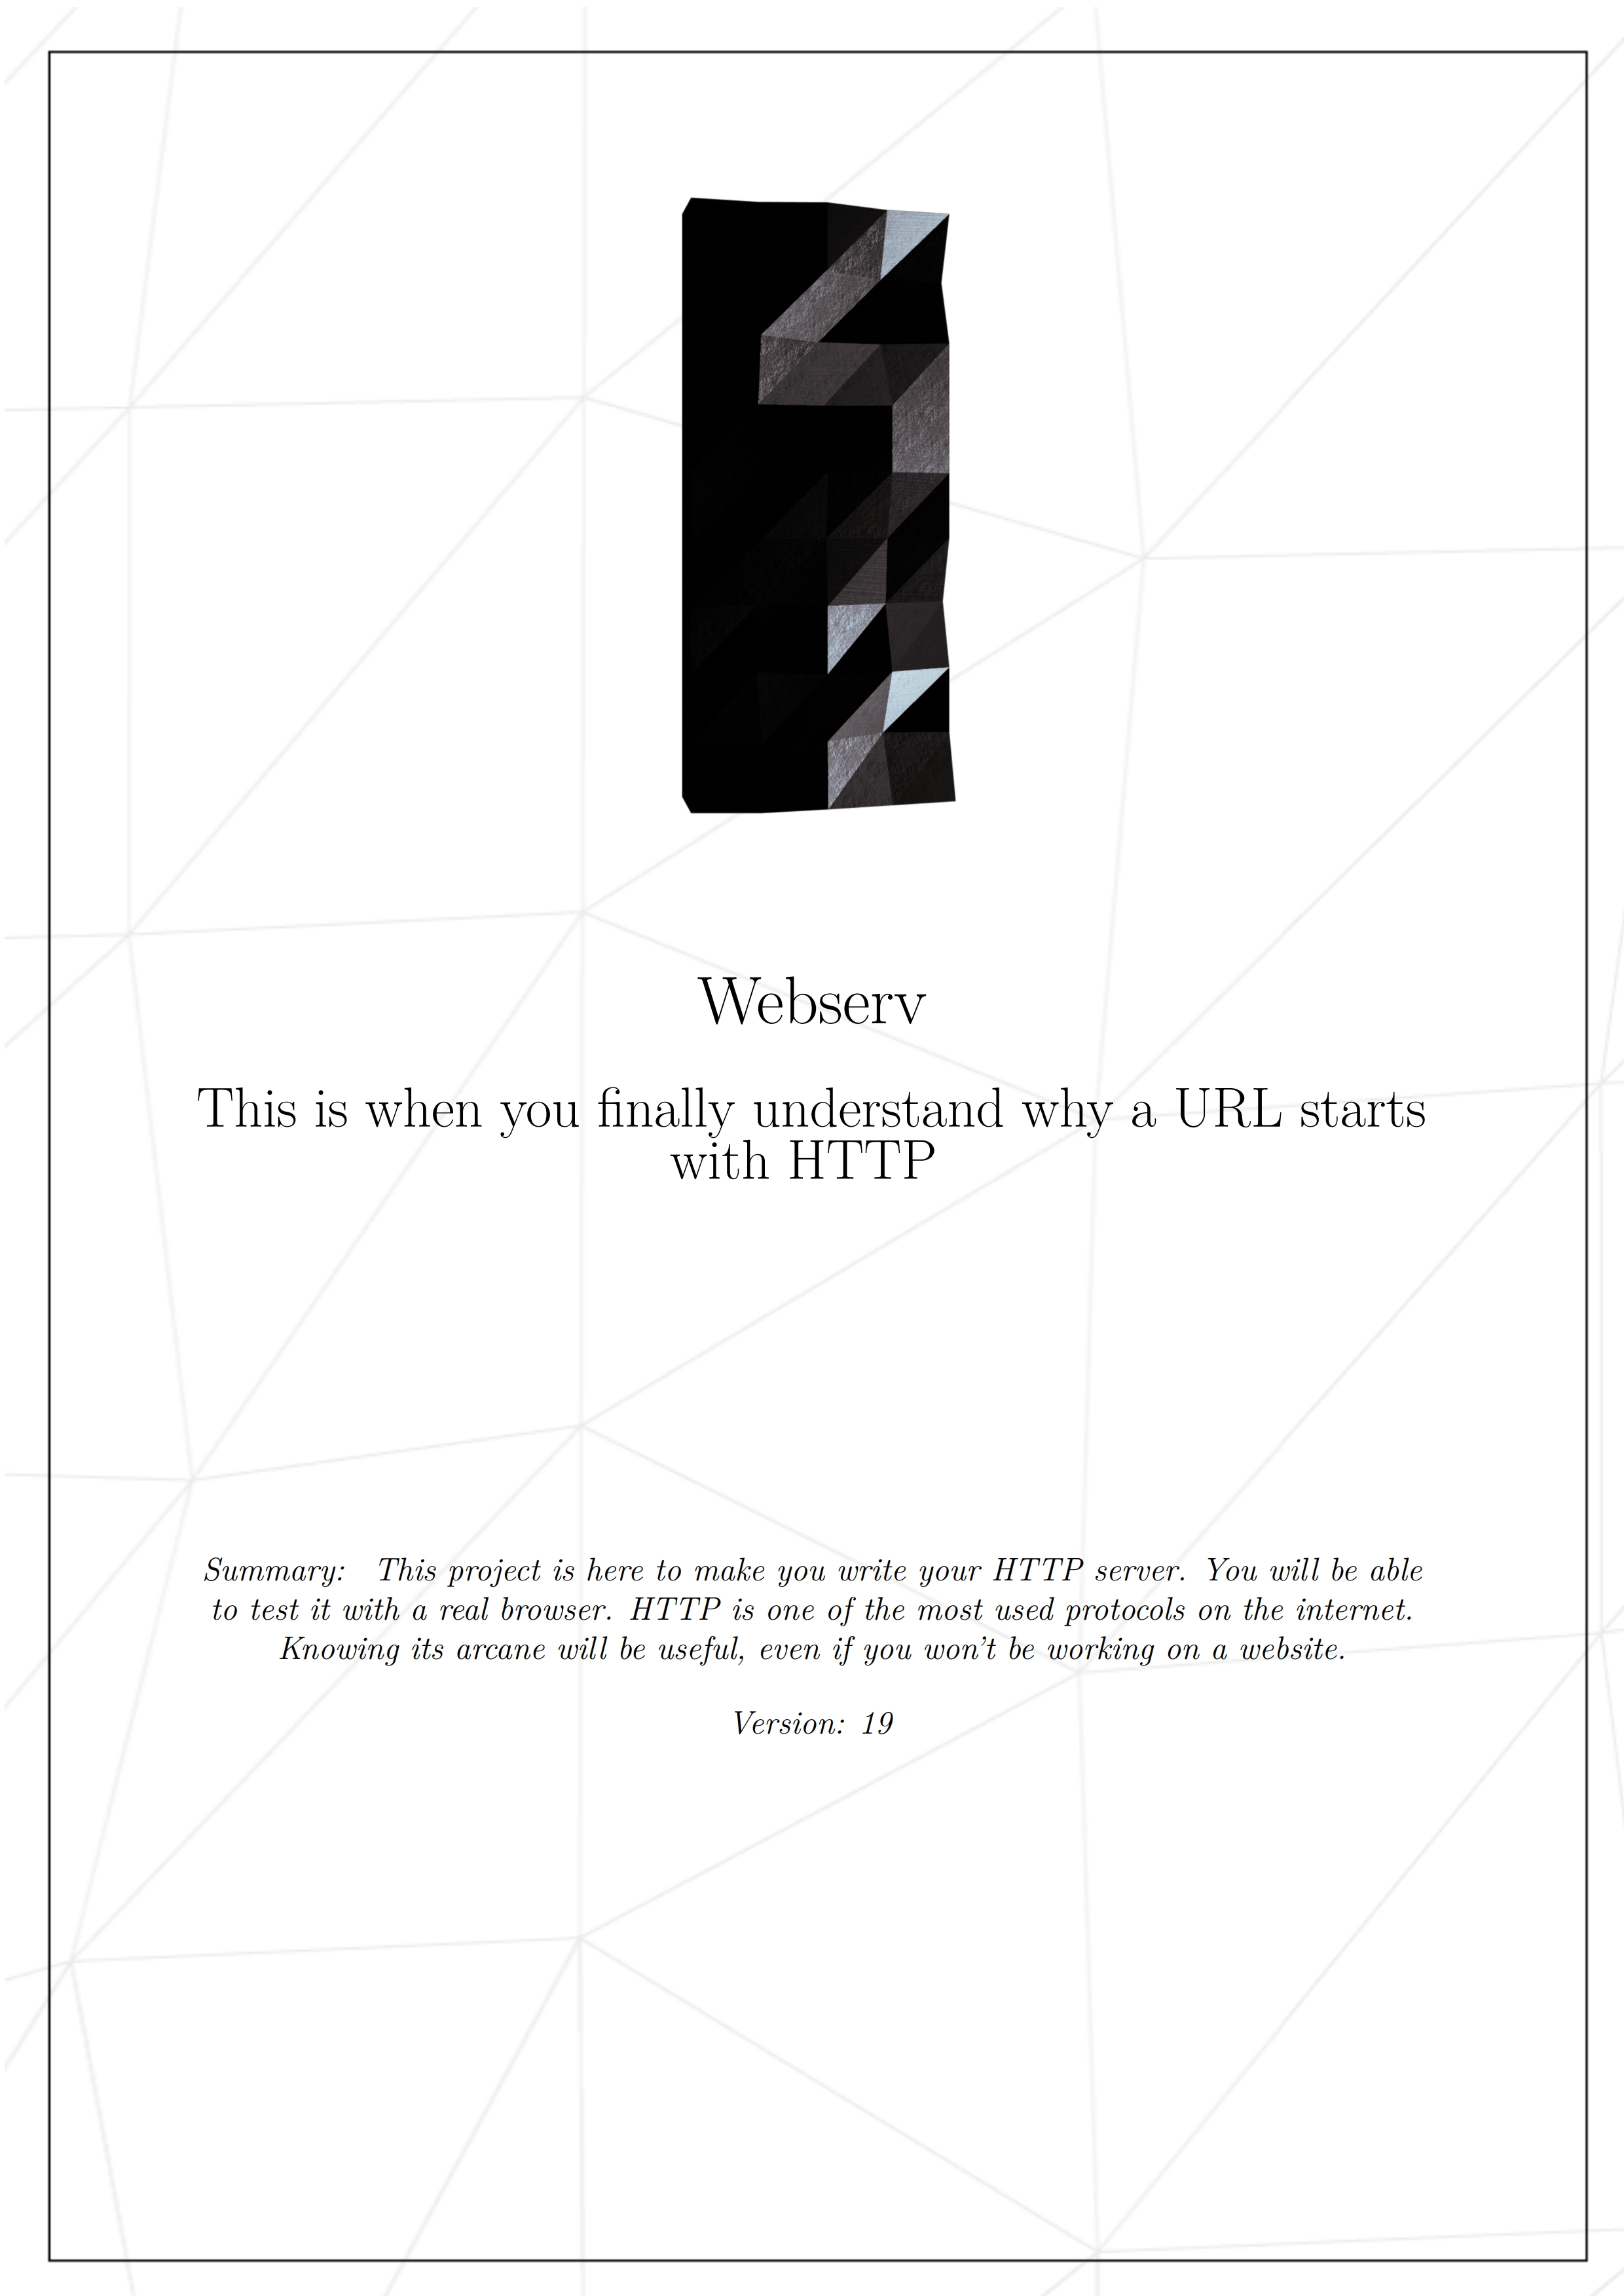 Webserv
This is when you finally understand why a URL starts
with HTTP
Summary: This project is here to make you write your HTTP server. You will be able
to test it with a real browser. HTTP is one of the most used protocols on the internet.
Knowing its arcane will be useful, even if you won't be working on a website.
Version: 19